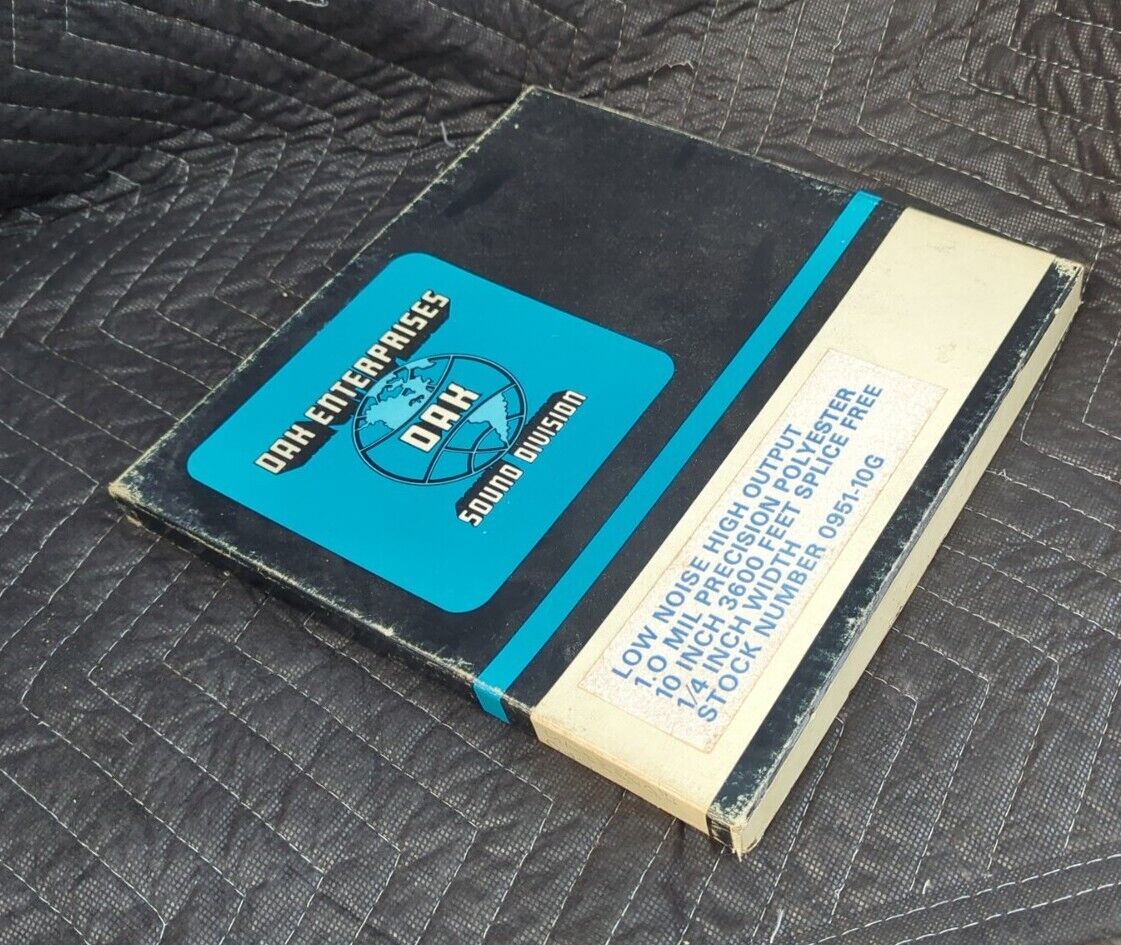 DAK ENTERPRISES
DAK
SOUND DIVISION
LOW NOISE HIGH OUTPUT
1.0 MIL PRECISION POLYESTER
10 INCH 3600 FEET SPLICE FREE
1/4 INCH WIDTH
STOCK NUMBER 0951-10G